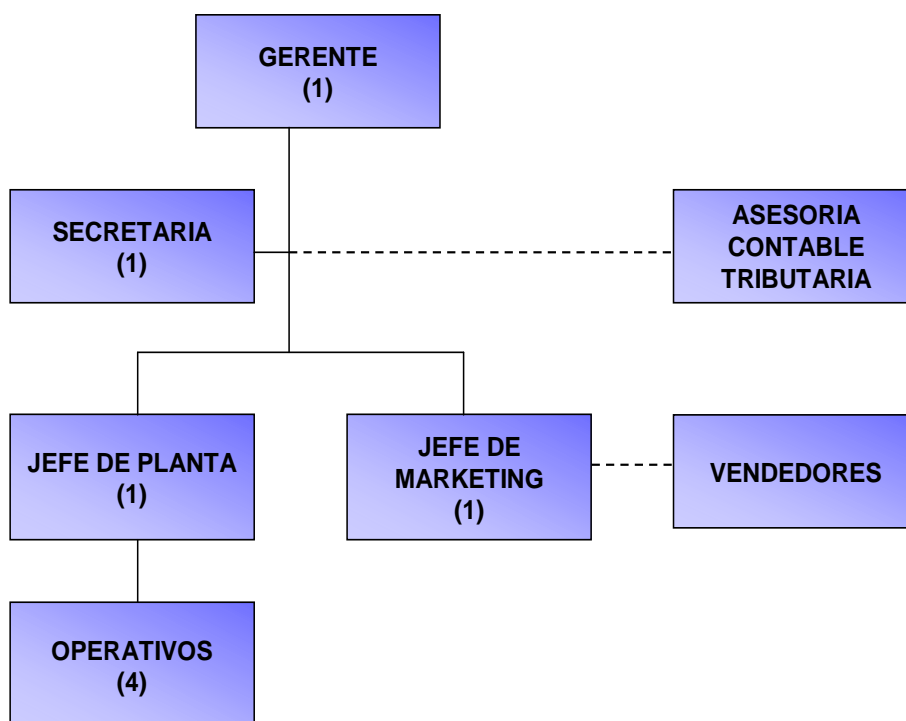 GERENTE
(1)
SECRETARIA
(1)
ASESORIA
CONTABLE
TRIBUTARIA
JEFE DE PLANTA
(1)
JEFE DE
MARKETING
(1)
VENDEDORES
OPERATIVOS
(4)